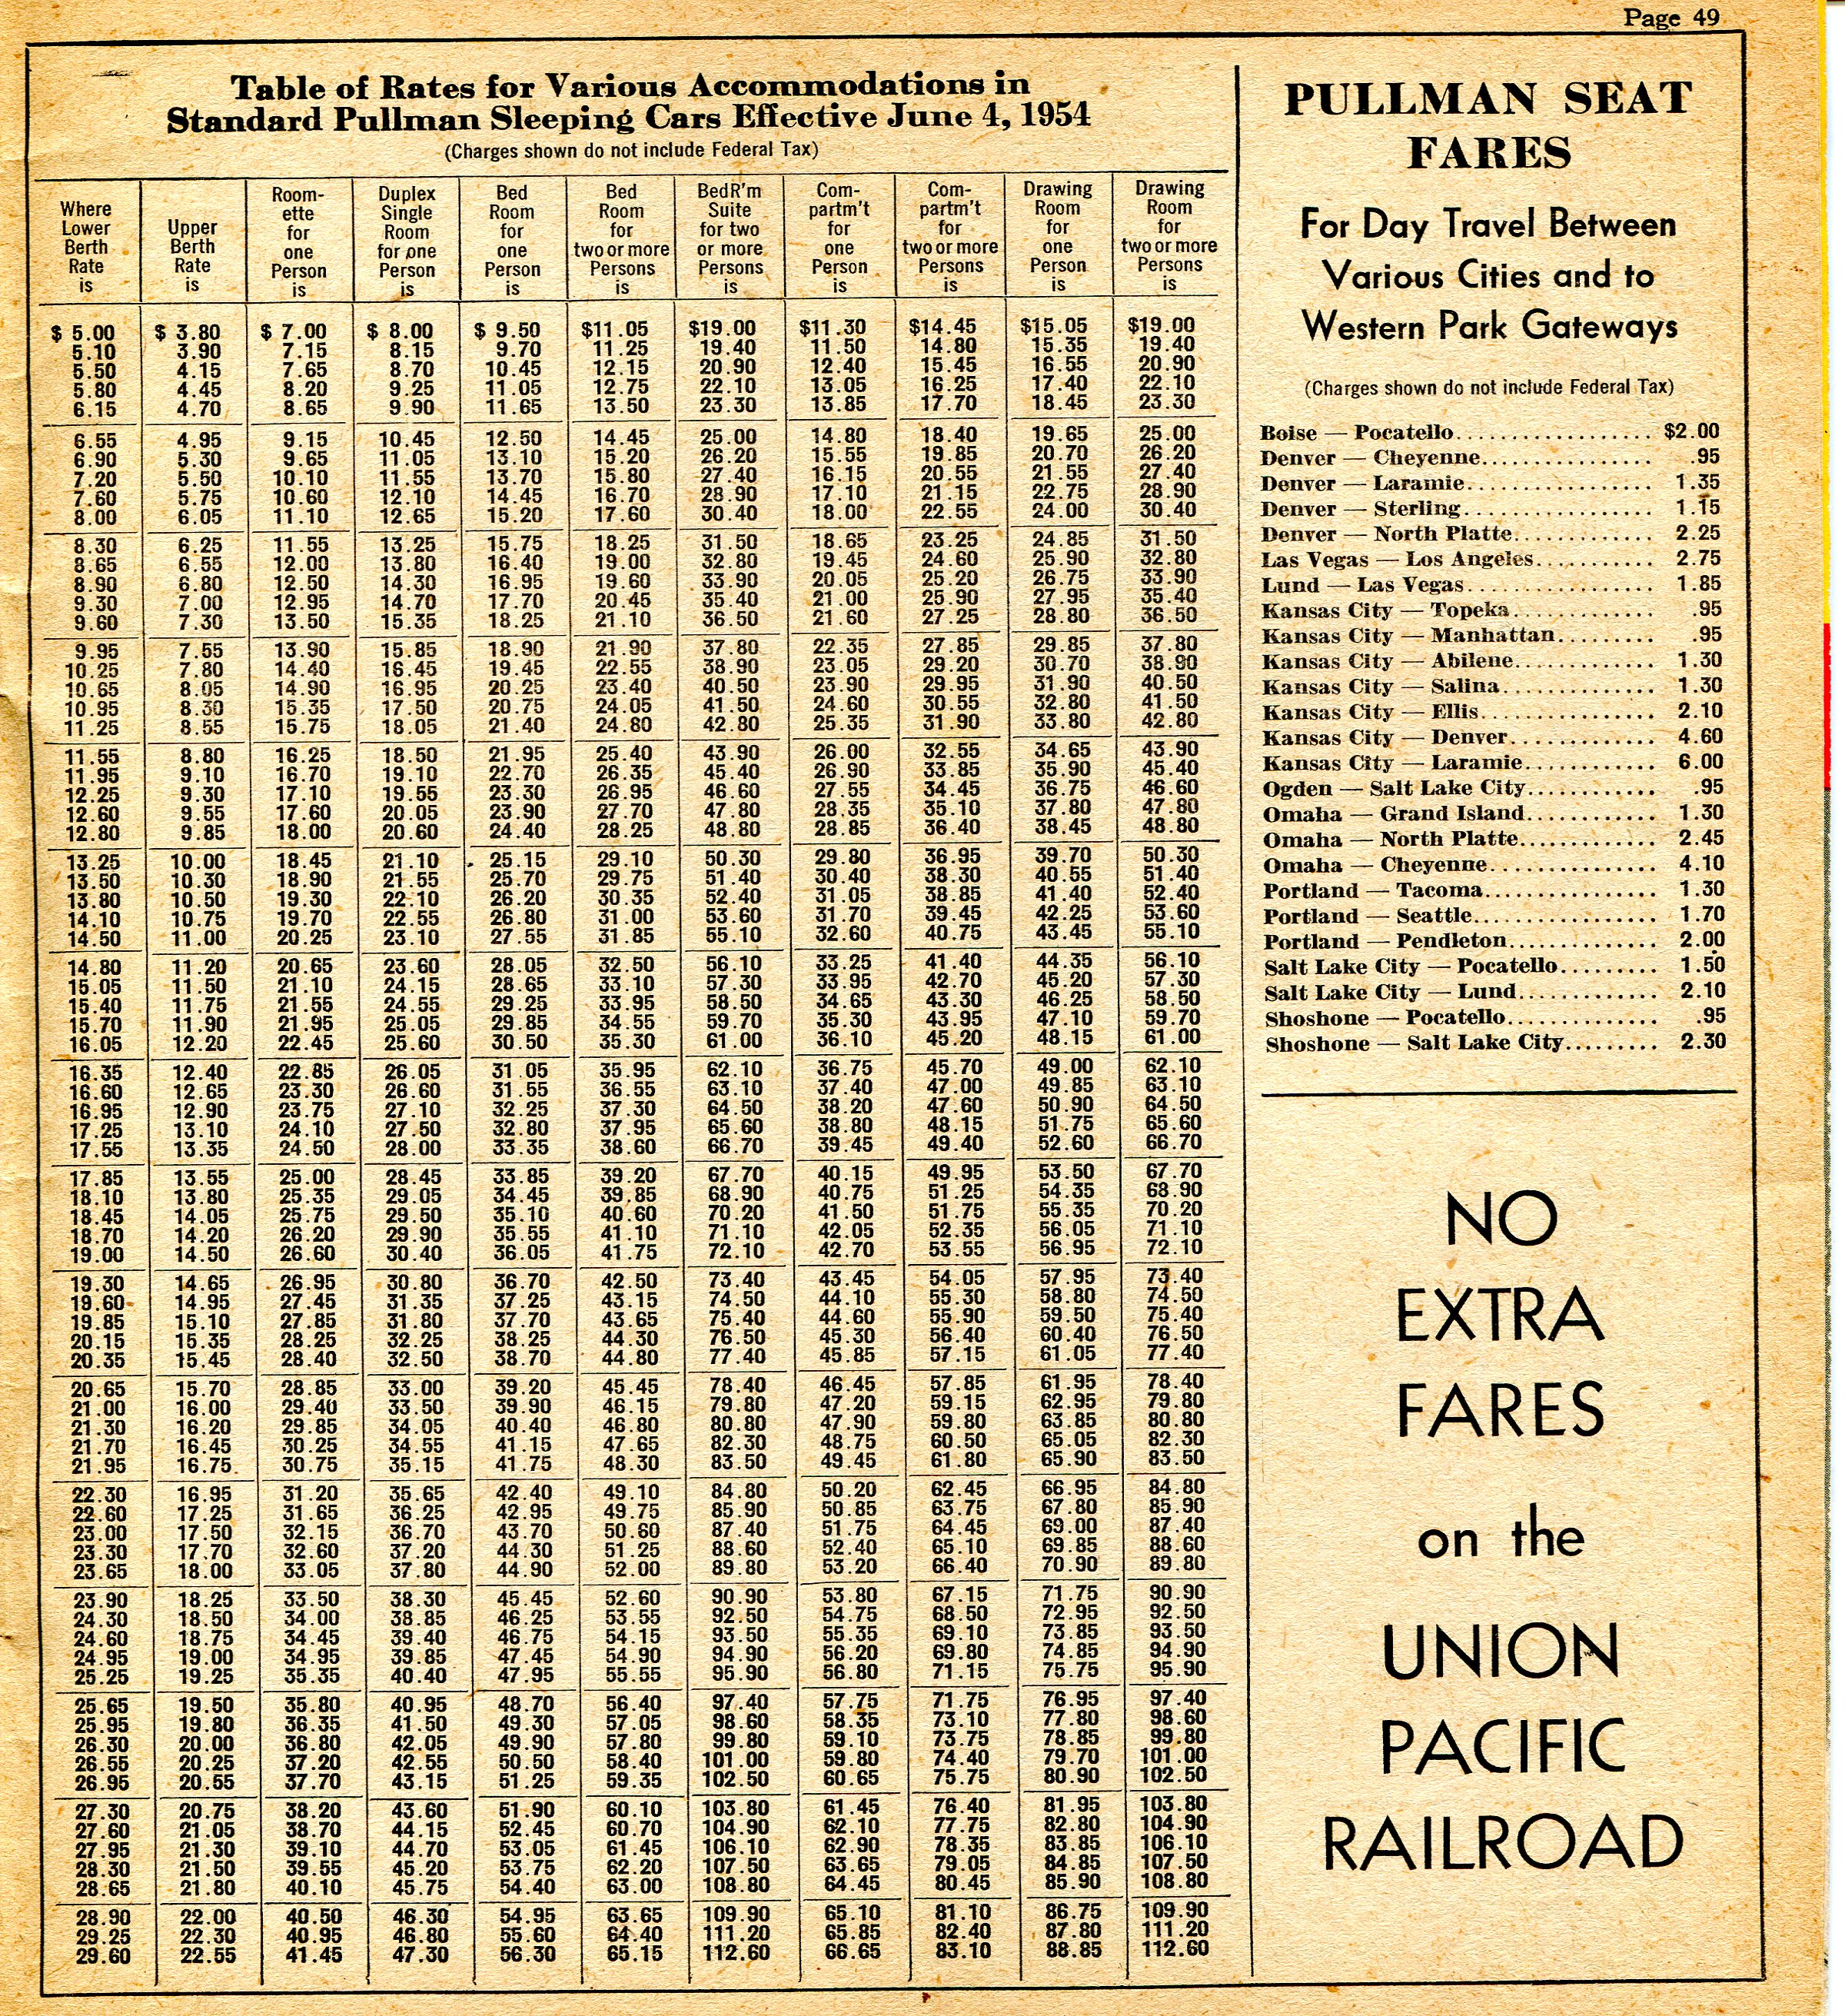 Page 49
Table of Rates for Various Accommodations in
Standard Pullman Sleeping Cars Effective June 4, 1954
(Charges shown do not include Federal Tax)
Where Lower Berth Rate is | Upper Berth Rate is | Room-ette for one Person is | Duplex Single Room for one Person is | Bed Room for one Person is | Bed Room for two or more Persons is | BedR'm Suite for two or more Persons is | Com-partm't for one Person is | Com-partm't for two or more Persons is | Drawing Room for one Person is | Drawing Room for two or more Persons is
$ 5.00 $ 3.80 $ 7.00 $ 8.00 $ 9.50 $11.05 $19.00 $11.30 $14.45 $15.05 $19.00
5.10 3.90 7.15 8.15 9.70 11.25 19.40 11.50 14.80 15.35 19.40
5.50 4.15 7.65 8.70 10.45 12.15 20.90 12.40 15.45 16.55 20.90
5.80 4.45 8.20 9.25 11.05 12.75 22.10 13.05 16.25 17.40 22.10
6.15 4.70 8.65 9.90 11.65 13.50 23.30 13.85 17.70 18.45 23.30
6.55 4.95 9.15 10.45 12.50 14.45 25.00 14.80 18.40 19.65 25.00
6.90 5.30 9.65 11.05 13.10 15.20 26.20 15.55 19.85 20.70 26.20
7.20 5.50 10.10 11.55 13.70 15.80 27.40 16.15 20.55 21.55 27.40
7.60 5.75 10.60 12.10 14.45 16.70 28.90 17.10 21.15 22.75 28.90
8.00 6.05 11.10 12.65 15.20 17.60 30.40 18.00 22.55 24.00 30.40
8.30 6.25 11.55 13.25 15.75 18.25 31.50 18.65 23.25 24.85 31.50
8.65 6.55 12.00 13.80 16.40 19.00 32.80 19.45 24.60 25.90 32.80
8.90 6.80 12.50 14.30 16.95 19.60 33.90 20.05 25.20 26.75 33.90
9.30 7.00 12.95 14.70 17.70 20.45 35.40 21.00 25.90 27.95 35.40
9.60 7.30 13.50 15.35 18.25 21.10 36.50 21.60 27.25 28.80 36.50
9.95 7.55 13.90 15.85 18.90 21.90 37.80 22.35 27.85 29.85 37.80
10.25 7.80 14.40 16.45 19.45 22.55 38.90 23.05 29.20 30.70 38.90
10.65 8.05 14.90 16.95 20.25 23.40 40.50 23.90 29.95 31.90 40.50
10.95 8.30 15.35 17.50 20.75 24.05 41.50 24.60 30.55 32.80 41.50
11.25 8.55 15.75 18.05 21.40 24.80 42.80 25.35 31.90 33.80 42.80
11.55 8.80 16.25 18.50 21.95 25.40 43.90 26.00 32.55 34.65 43.90
11.95 9.10 16.70 19.10 22.70 26.35 45.40 26.90 33.85 35.90 45.40
12.25 9.30 17.10 19.55 23.30 26.95 46.60 27.55 34.45 36.75 46.60
12.60 9.55 17.60 20.05 23.90 27.70 47.80 28.35 35.10 37.80 47.80
12.80 9.85 18.00 20.60 24.40 28.25 48.80 28.85 36.40 38.45 48.80
13.25 10.00 18.45 21.10 25.15 29.10 50.30 29.80 36.95 39.70 50.30
13.50 10.30 18.90 21.55 25.70 29.75 51.40 30.40 38.30 40.55 51.40
13.80 10.50 19.30 22.10 26.20 30.35 52.40 31.05 38.85 41.40 52.40
14.10 10.75 19.70 22.55 26.80 31.00 53.60 31.70 39.45 42.25 53.60
14.50 11.00 20.25 23.10 27.55 31.85 55.10 32.60 40.75 43.45 55.10
14.80 11.20 20.65 23.60 28.05 32.50 56.10 33.25 41.40 44.35 56.10
15.05 11.50 21.10 24.15 28.65 33.10 57.30 33.95 42.70 45.20 57.30
15.40 11.75 21.55 24.55 29.25 33.95 58.50 34.65 43.30 46.25 58.50
15.70 11.90 21.95 25.05 29.85 34.55 59.70 35.30 43.95 47.10 59.70
16.05 12.20 22.45 25.60 30.50 35.30 61.00 36.10 45.20 48.15 61.00
16.35 12.40 22.85 26.05 31.05 35.95 62.10 36.75 45.70 49.00 62.10
16.60 12.65 23.30 26.60 31.55 36.55 63.10 37.40 47.00 49.85 63.10
16.95 12.90 23.75 27.10 32.25 37.30 64.50 38.20 47.60 50.90 64.50
17.25 13.10 24.10 27.50 32.80 37.95 65.60 38.80 48.15 51.75 65.60
17.55 13.35 24.50 28.00 33.35 38.60 66.70 39.45 49.40 52.60 66.70
17.85 13.55 25.00 28.45 33.85 39.20 67.70 40.15 49.95 53.50 67.70
18.10 13.80 25.35 29.05 34.45 39.85 68.90 40.75 51.25 54.35 68.90
18.45 14.05 25.75 29.50 35.10 40.60 70.20 41.50 51.75 55.35 70.20
18.70 14.20 26.20 29.90 35.55 41.10 71.10 42.05 52.35 56.05 71.10
19.00 14.50 26.60 30.40 36.05 41.75 72.10 42.70 53.55 56.95 72.10
19.30 14.65 26.95 30.80 36.70 42.50 73.40 43.45 54.05 57.95 73.40
19.60 14.95 27.45 31.35 37.25 43.15 74.50 44.10 55.30 58.80 74.50
19.85 15.10 27.85 31.80 37.70 43.65 75.40 44.60 55.90 59.50 75.40
20.15 15.35 28.25 32.25 38.25 44.30 76.50 45.30 56.40 60.40 76.50
20.35 15.45 28.40 32.50 38.70 44.80 77.40 45.85 57.15 61.05 77.40
20.65 15.70 28.85 33.00 39.20 45.45 78.40 46.45 57.85 61.95 78.40
21.00 16.00 29.40 33.50 39.90 46.15 79.80 47.20 59.15 62.95 79.80
21.30 16.20 29.85 34.05 40.40 46.80 80.80 47.90 59.80 63.85 80.80
21.70 16.45 30.25 34.55 41.15 47.65 82.30 48.75 60.50 65.05 82.30
21.95 16.75 30.75 35.15 41.75 48.30 83.50 49.45 61.80 65.90 83.50
22.30 16.95 31.20 35.65 42.40 49.10 84.80 50.20 62.45 66.95 84.80
22.60 17.25 31.65 36.25 42.95 49.75 85.90 50.85 63.75 67.80 85.90
23.00 17.50 32.15 36.70 43.70 50.60 87.40 51.75 64.45 69.00 87.40
23.30 17.70 32.60 37.20 44.30 51.25 88.60 52.40 65.10 69.85 88.60
23.65 18.00 33.05 37.80 44.90 52.00 89.80 53.20 66.40 70.90 89.80
23.90 18.25 33.50 38.30 45.45 52.60 90.90 53.80 67.15 71.75 90.90
24.30 18.50 34.00 38.85 46.25 53.55 92.50 54.75 68.50 72.95 92.50
24.60 18.75 34.45 39.40 46.75 54.15 93.50 55.35 69.10 73.85 93.50
24.95 19.00 34.95 39.85 47.45 54.90 94.90 56.20 69.80 74.85 94.90
25.25 19.25 35.35 40.40 47.95 55.55 95.90 56.80 71.15 75.75 95.90
25.65 19.50 35.80 40.95 48.70 56.40 97.40 57.75 71.75 76.95 97.40
25.95 19.80 36.35 41.50 49.30 57.05 98.60 58.35 73.10 77.80 98.60
26.30 20.00 36.80 42.05 49.90 57.80 99.80 59.10 73.75 78.85 99.80
26.55 20.25 37.20 42.55 50.50 58.40 101.00 59.80 74.40 79.70 101.00
26.95 20.55 37.70 43.15 51.25 59.35 102.50 60.65 75.75 80.90 102.50
27.30 20.75 38.20 43.60 51.90 60.10 103.80 61.45 76.40 81.95 103.80
27.60 21.05 38.70 44.15 52.45 60.70 104.90 62.10 77.75 82.80 104.90
27.95 21.30 39.10 44.70 53.05 61.45 106.10 62.90 78.35 83.85 106.10
28.30 21.50 39.55 45.20 53.75 62.20 107.50 63.65 79.05 84.85 107.50
28.65 21.80 40.10 45.75 54.40 63.00 108.80 64.45 80.45 85.90 108.80
28.90 22.00 40.50 46.30 54.95 63.65 109.90 65.10 81.10 86.75 109.90
29.25 22.30 40.95 46.80 55.60 64.40 111.20 65.85 82.40 87.80 111.20
29.60 22.55 41.45 47.30 56.30 65.15 112.60 66.65 83.10 88.85 112.60
PULLMAN SEAT
FARES
For Day Travel Between
Various Cities and to
Western Park Gateways
(Charges shown do not include Federal Tax)
Boise — Pocatello.................. $2.00
Denver — Cheyenne................. .95
Denver — Laramie................. 1.35
Denver — Sterling................. 1.15
Denver — North Platte............. 2.25
Las Vegas — Los Angeles........... 2.75
Lund — Las Vegas.................. 1.85
Kansas City — Topeka............. .95
Kansas City — Manhattan......... .95
Kansas City — Abilene............. 1.30
Kansas City — Salina.............. 1.30
Kansas City — Ellis................ 2.10
Kansas City — Denver............. 4.60
Kansas City — Laramie............ 6.00
Ogden — Salt Lake City............ .95
Omaha — Grand Island............ 1.30
Omaha — North Platte............. 2.45
Omaha — Cheyenne................ 4.10
Portland — Tacoma................ 1.30
Portland — Seattle................. 1.70
Portland — Pendleton.............. 2.00
Salt Lake City — Pocatello......... 1.50
Salt Lake City — Lund............. 2.10
Shoshone — Pocatello.............. .95
Shoshone — Salt Lake City......... 2.30
NO
EXTRA
FARES
on the
UNION
PACIFIC
RAILROAD